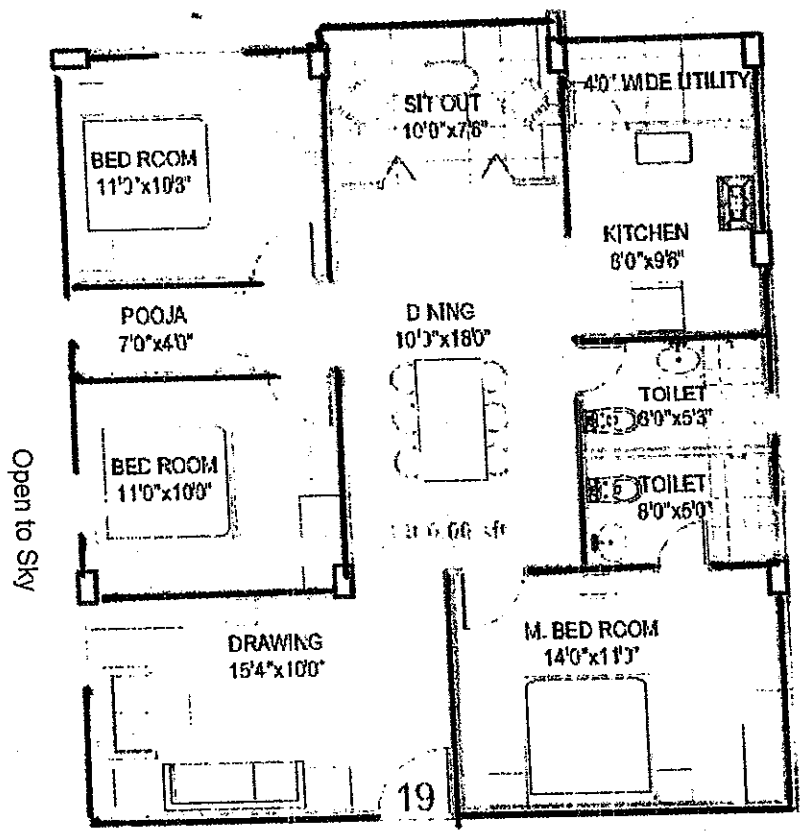 SIT OUT
10'0"x7'6"
4'0" WIDE UTILITY
BED ROOM
11'0"x10'3"
KITCHEN
8'0"x9'6"
POOJA
7'0"x4'0"
DINING
10'0"x18'0"
TOILET
8'0"x5'3"
BED ROOM
11'0"x10'0"
TOILET
8'0"x5'0"
Open to Sky
DRAWING
15'4"x10'0"
M. BED ROOM
14'0"x11'0"
19